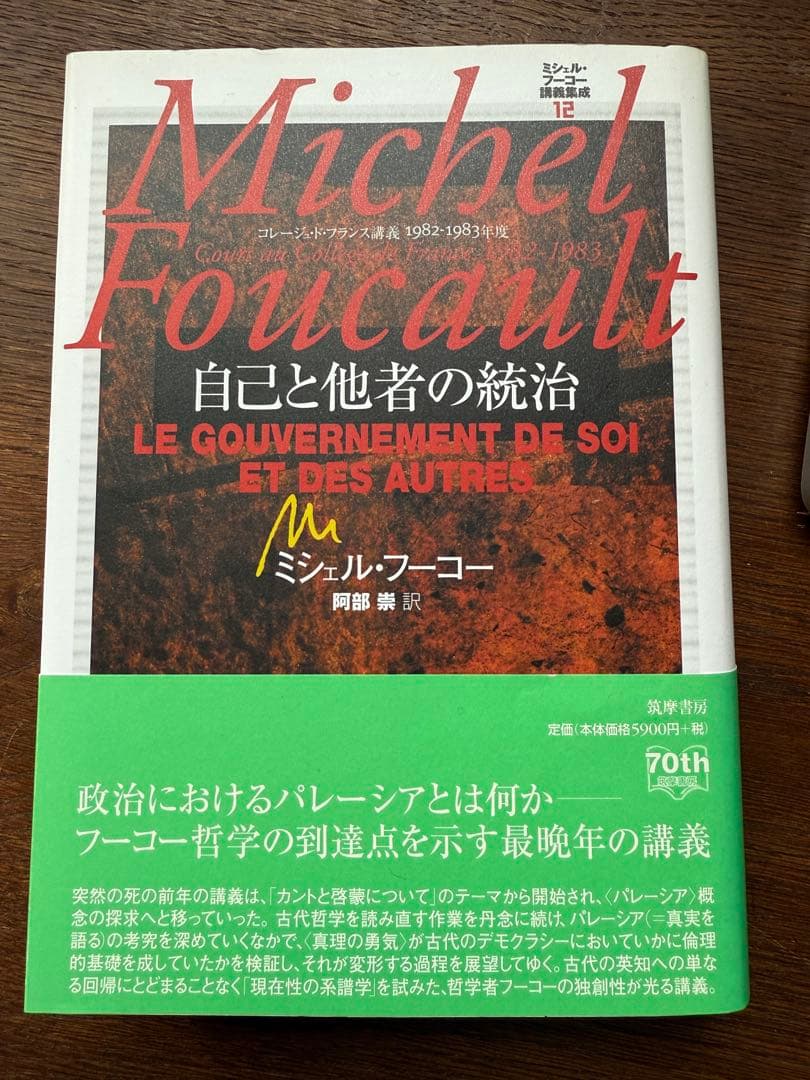 ミシェル・
フーコー
講義集成
12
Michel
コレージュ・ド・フランス講義 1982-1983年度
Cours au Collège de France, 1982-1983
Foucault
自己と他者の統治
LE GOUVERNEMENT DE SOI
ET DES AUTRES
ミシェル・フーコー
阿部 崇 訳
筑摩書房
定価(本体価格5900円+税)
70th
筑摩書房
政治におけるパレーシアとは何か──
フーコー哲学の到達点を示す最晩年の講義
突然の死の前年の講義は、「カントと啓蒙について」のテーマから開始され、〈パレーシア〉概
念の探求へと移っていった。古代哲学を読み直す作業を丹念に続け、パレーシア(=真実を
語る)の考究を深めていくなかで、〈真理の勇気〉が古代のデモクラシーにおいていかに倫理
的基礎を成していたかを検証し、それが変形する過程を展望してゆく。古代の英知への単な
る回帰にとどまることなく「現在性の系譜学」を試みた、哲学者フーコーの独創性が光る講義。